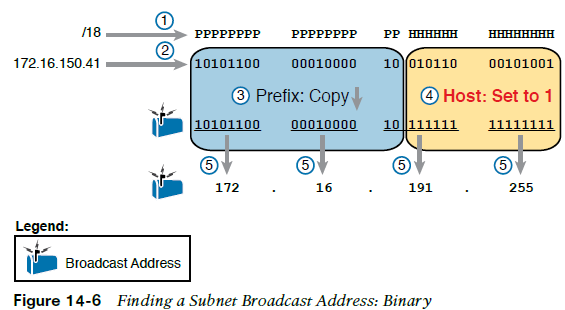 /18 1 PPPPPPPP PPPPPPPP PP HHHHHH HHHHHHHH
172.16.150.41 2 10101100 00010000 10 010110 00101001
3 Prefix: Copy 4 Host: Set to 1
10101100 00010000 10 111111 11111111
5 5 5 5
172 . 16 . 191 . 255
Legend:
Broadcast Address
Figure 14-6 Finding a Subnet Broadcast Address: Binary